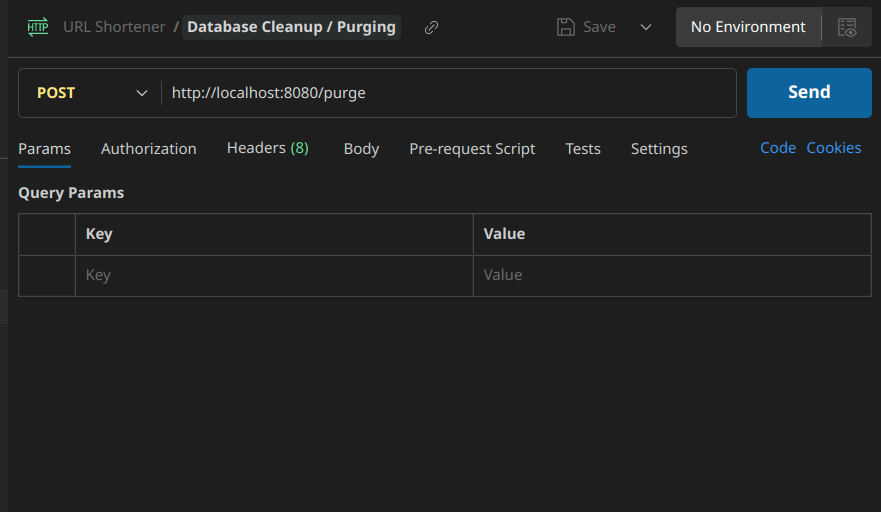 HTTP URL Shortener / Database Cleanup / Purging Save No Environment
POST http://localhost:8080/purge Send
Params Authorization Headers (8) Body Pre-request Script Tests Settings Code Cookies
Query Params
Key Value
Key Value